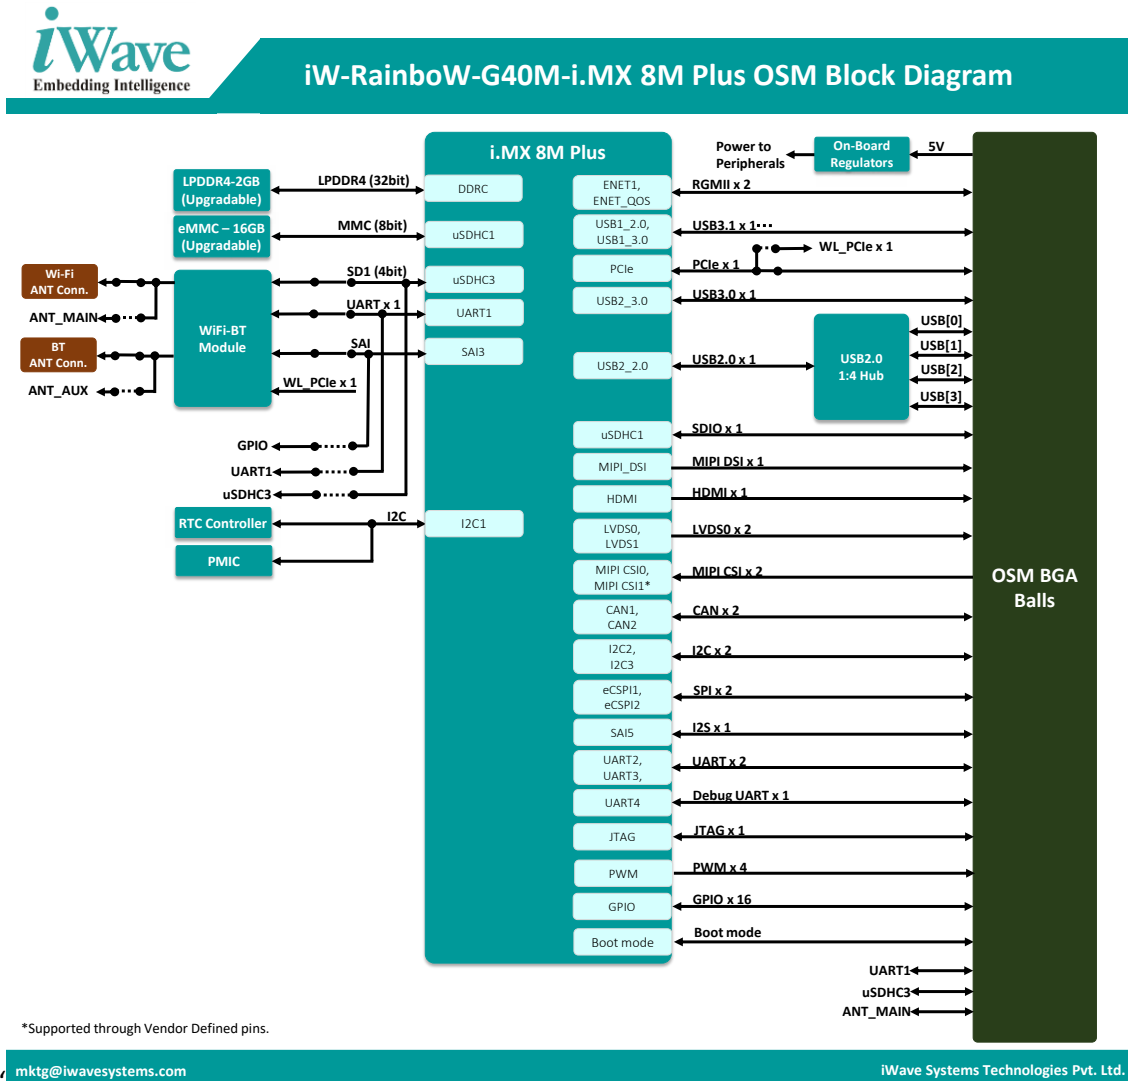 iWave
Embedding Intelligence
iW-RainboW-G40M-i.MX 8M Plus OSM Block Diagram
i.MX 8M Plus
LPDDR4-2GB
(Upgradable)
LPDDR4 (32bit)
DDRC
eMMC – 16GB
(Upgradable)
MMC (8bit)
uSDHC1
Wi-Fi
ANT Conn.
ANT_MAIN
BT
ANT Conn.
ANT_AUX
WiFi-BT
Module
SD1 (4bit)
uSDHC3
UART x 1
UART1
SAI
SAI3
WL_PCIe x 1
GPIO
UART1
uSDHC3
RTC Controller
I2C
I2C1
PMIC
Power to
Peripherals
On-Board
Regulators
5V
ENET1,
ENET_QOS
RGMII x 2
USB1_2.0,
USB1_3.0
USB3.1 x 1
WL_PCIe x 1
PCIe
PCIe x 1
USB2_3.0
USB3.0 x 1
USB2_2.0
USB2.0 x 1
USB2.0
1:4 Hub
USB[0]
USB[1]
USB[2]
USB[3]
uSDHC1
SDIO x 1
MIPI_DSI
MIPI DSI x 1
HDMI
HDMI x 1
LVDS0,
LVDS1
LVDS0 x 2
MIPI CSI0,
MIPI CSI1*
MIPI CSI x 2
CAN1,
CAN2
CAN x 2
I2C2,
I2C3
I2C x 2
eCSPI1,
eCSPI2
SPI x 2
SAI5
I2S x 1
UART2,
UART3,
UART x 2
UART4
Debug UART x 1
JTAG
JTAG x 1
PWM
PWM x 4
GPIO
GPIO x 16
Boot mode
Boot mode
OSM BGA
Balls
UART1
uSDHC3
ANT_MAIN
*Supported through Vendor Defined pins.
mktg@iwavesystems.com
iWave Systems Technologies Pvt. Ltd.